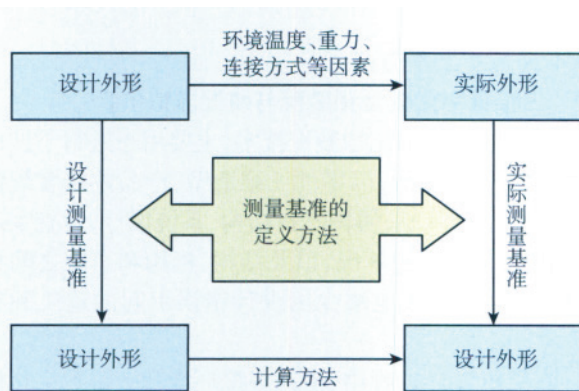 环境温度、重力、
连接方式等因素
设计外形
实际外形
设计测量基准
测量基准的
定义方法
实际测量基准
设计外形
计算方法
设计外形